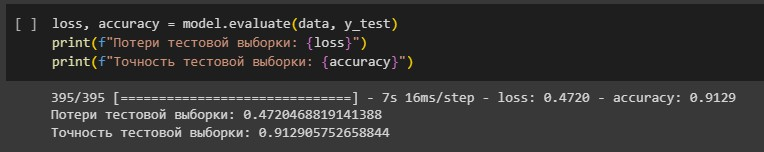 [ ] loss, accuracy = model.evaluate(data, y_test)
print(f"Потери тестовой выборки: {loss}")
print(f"Точность тестовой выборки: {accuracy}")
395/395 [==============================] - 7s 16ms/step - loss: 0.4720 - accuracy: 0.9129
Потери тестовой выборки: 0.4720468819141388
Точность тестовой выборки: 0.912905752658844